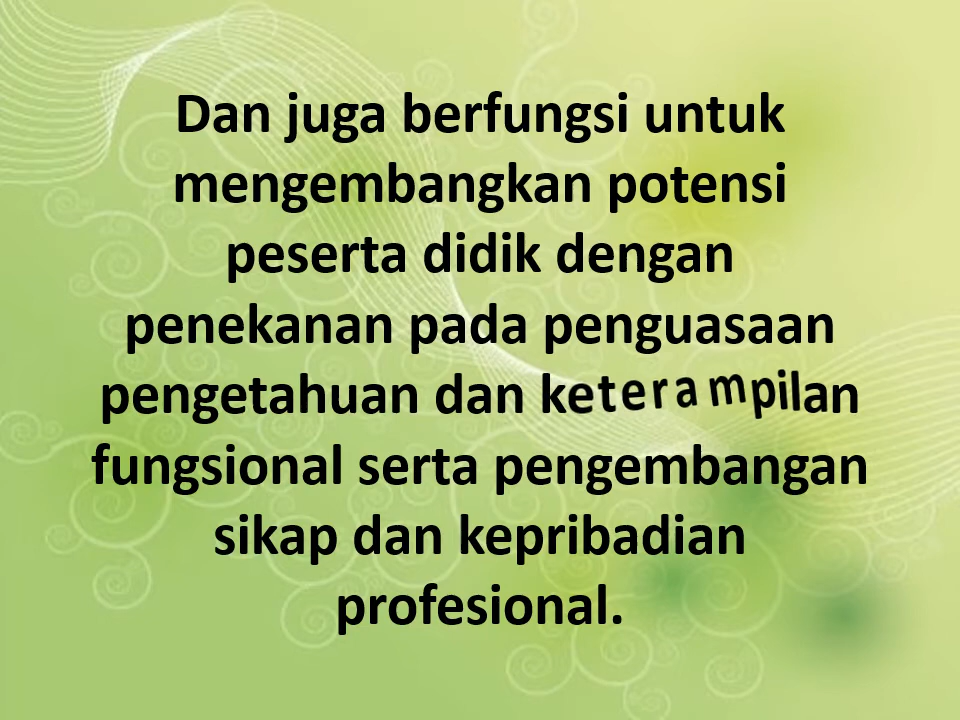 Dan juga berfungsi untuk
mengembangkan potensi
peserta didik dengan
penekanan pada penguasaan
pengetahuan dan keterampilan
fungsional serta pengembangan
sikap dan kepribadian
profesional.